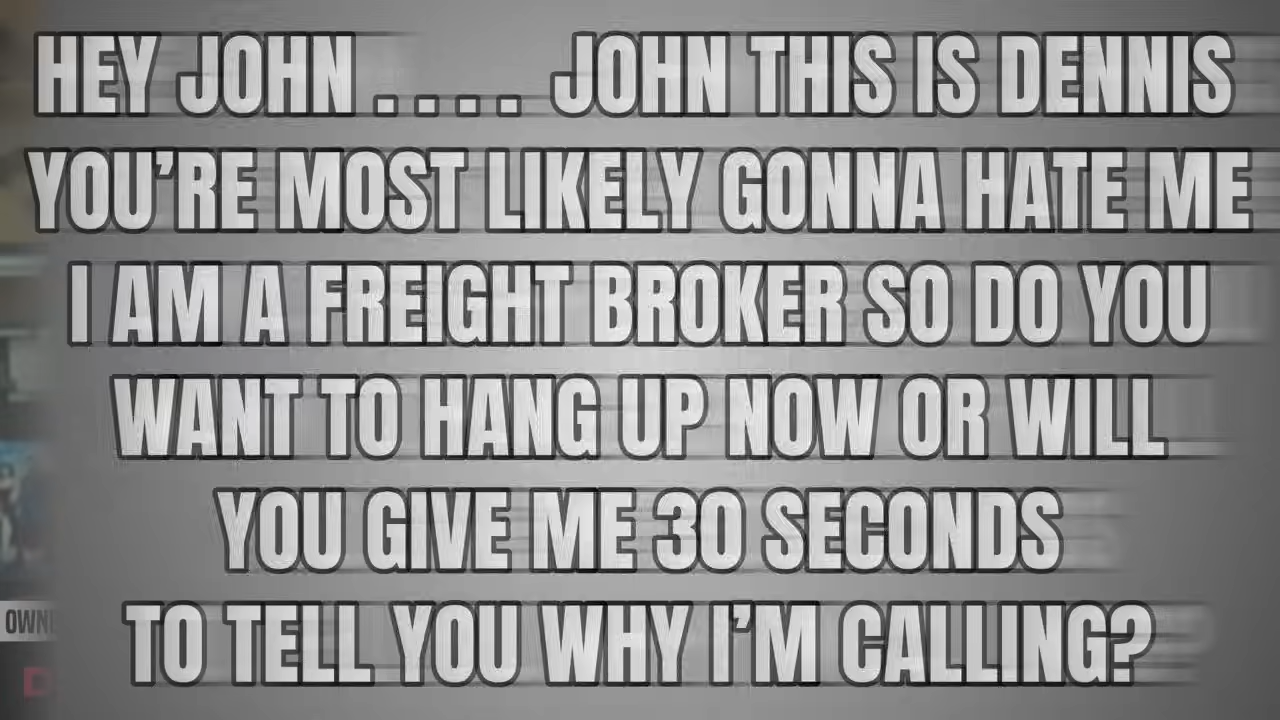 HEY JOHN . . . . JOHN THIS IS DENNIS
YOU’RE MOST LIKELY GONNA HATE ME
I AM A FREIGHT BROKER SO DO YOU
WANT TO HANG UP NOW OR WILL
YOU GIVE ME 30 SECONDS
TO TELL YOU WHY I’M CALLING?